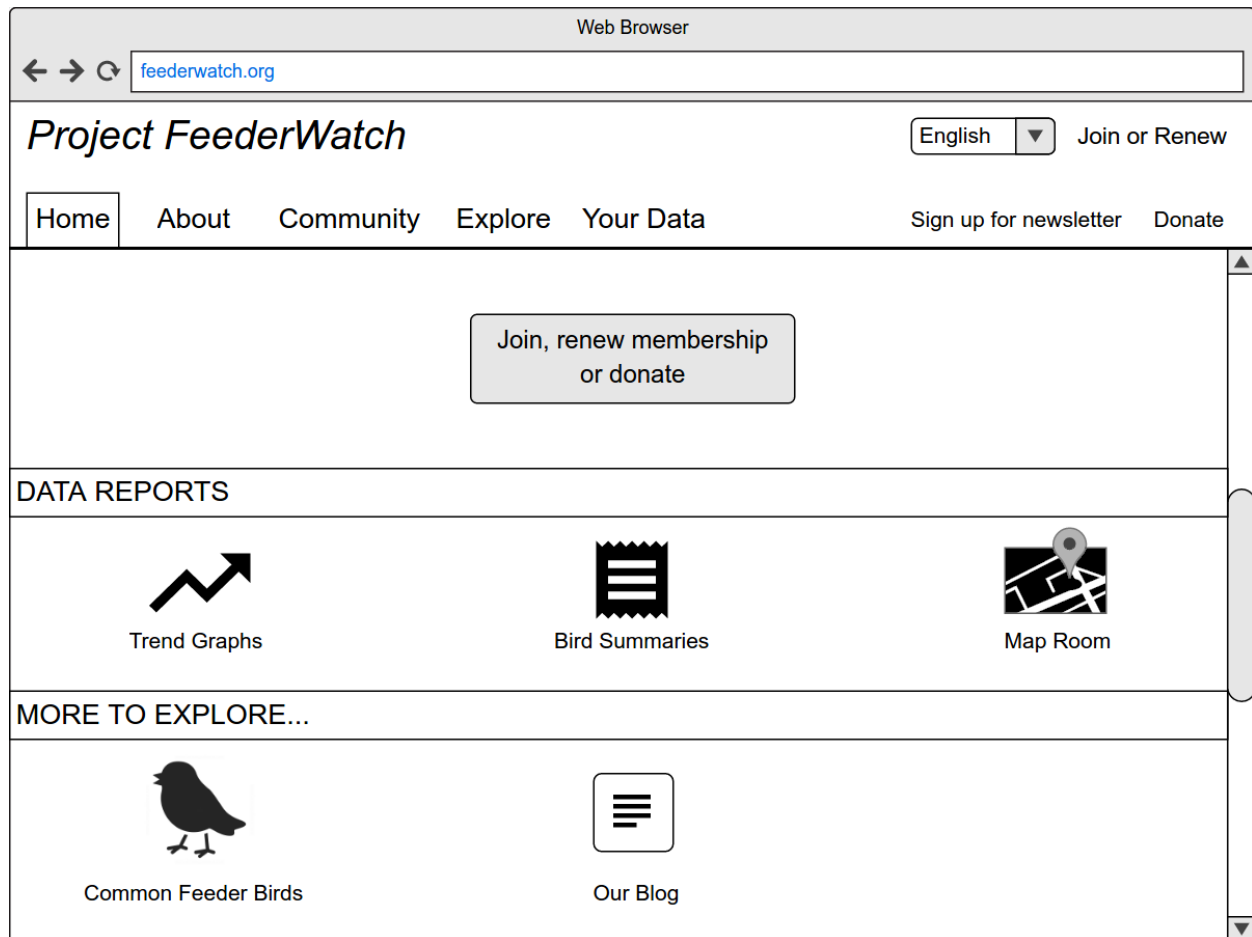 Web Browser
feederwatch.org
Project FeederWatch
English
Join or Renew
Home
About
Community
Explore
Your Data
Sign up for newsletter
Donate
Join, renew membership
or donate
DATA REPORTS
Trend Graphs
Bird Summaries
Map Room
MORE TO EXPLORE...
Common Feeder Birds
Our Blog